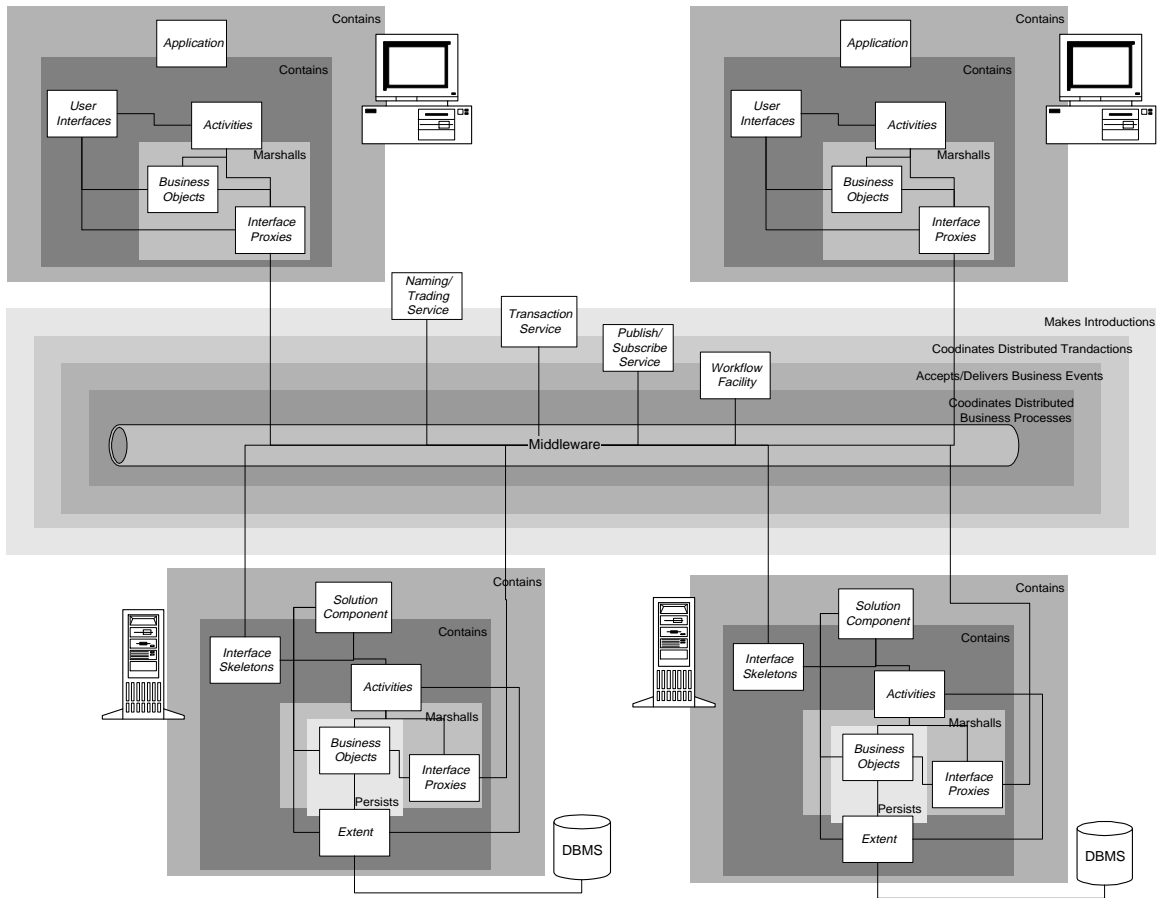 Contains
Application
Contains
User
Interfaces
Activities
Marshalls
Business
Objects
Interface
Proxies
Contains
Application
Contains
User
Interfaces
Activities
Marshalls
Business
Objects
Interface
Proxies
Naming/
Trading
Service
Transaction
Service
Publish/
Subscribe
Service
Workflow
Facility
Makes Introductions
Coordinates Distributed Trandactions
Accepts/Delivers Business Events
Coordinates Distributed
Business Processes
Middleware
Contains
Solution
Component
Contains
Interface
Skeletons
Activities
Marshalls
Business
Objects
Interface
Proxies
Persists
Extent
DBMS
Contains
Solution
Component
Contains
Interface
Skeletons
Activities
Marshalls
Business
Objects
Interface
Proxies
Persists
Extent
DBMS